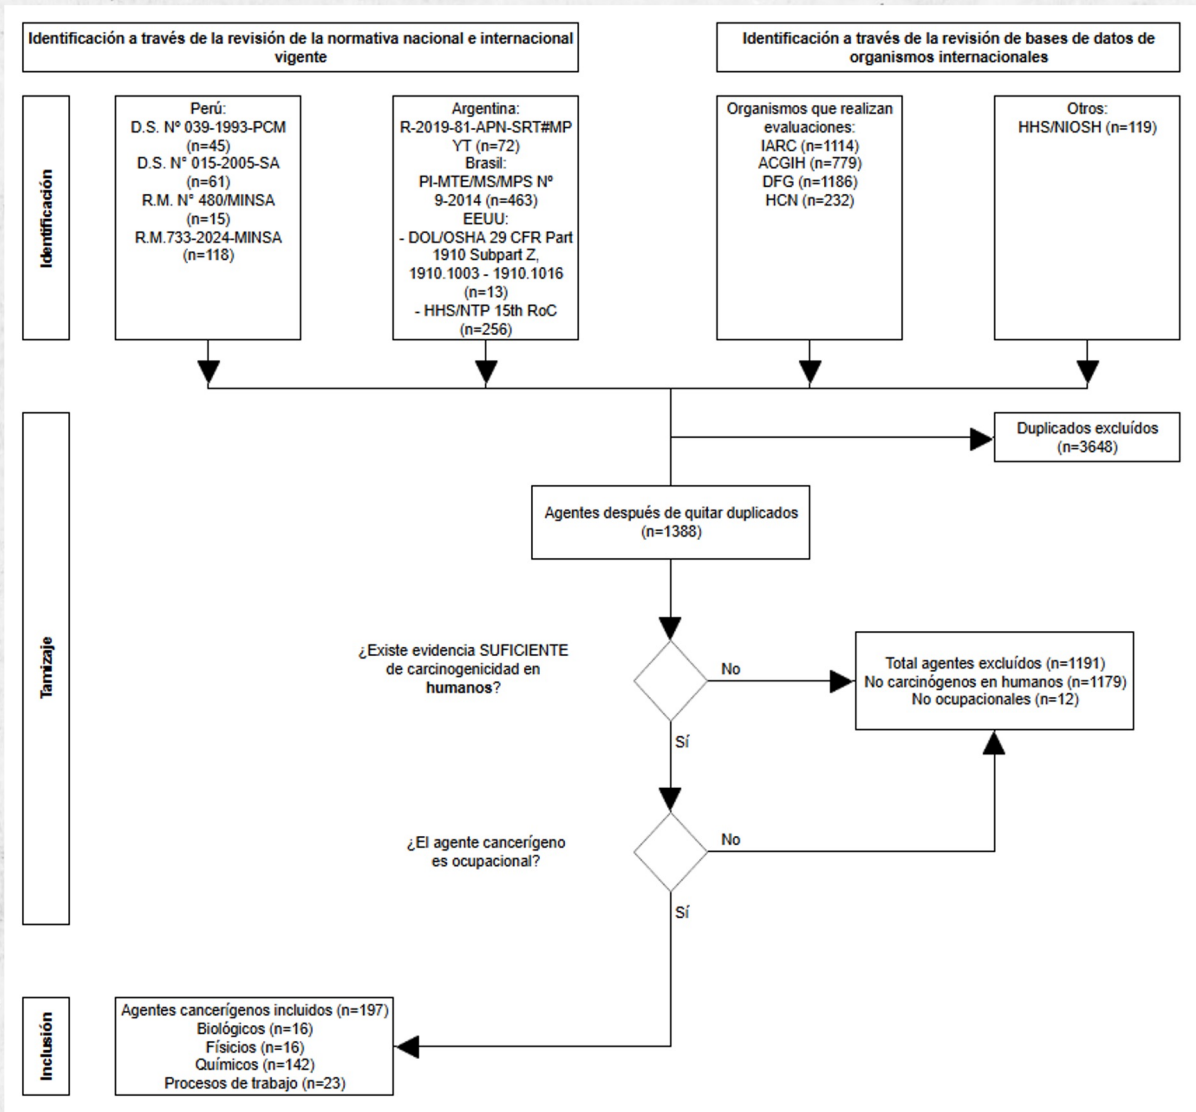 Identificación a través de la revisión de la normativa nacional e internacional
vigente
Identificación a través de la revisión de bases de datos de
organismos internacionales
Identificación
Perú:
D.S. Nº 039-1993-PCM
(n=45)
D.S. N° 015-2005-SA
(n=61)
R.M. N° 480/MINSA
(n=15)
R.M.733-2024-MINSA
(n=118)
Argentina:
R-2019-81-APN-SRT#MP
YT (n=72)
Brasil:
PI-MTE/MS/MPS Nº
9-2014 (n=463)
EEUU:
- DOL/OSHA 29 CFR Part
1910 Subpart Z,
1910.1003 - 1910.1016
(n=13)
- HHS/NTP 15th RoC
(n=256)
Organismos que realizan
evaluaciones:
IARC (n=1114)
ACGIH (n=779)
DFG (n=1186)
HCN (n=232)
Otros:
HHS/NIOSH (n=119)
Tamizaje
Duplicados excluídos
(n=3648)
Agentes después de quitar duplicados
(n=1388)
¿Existe evidencia SUFICIENTE
de carcinogenicidad en
humanos?
No
Total agentes excluídos (n=1191)
No carcinógenos en humanos (n=1179)
No ocupacionales (n=12)
Sí
¿El agente cancerígeno
es ocupacional?
No
Sí
Inclusión
Agentes cancerígenos incluidos (n=197)
Biológicos (n=16)
Físicios (n=16)
Químicos (n=142)
Procesos de trabajo (n=23)